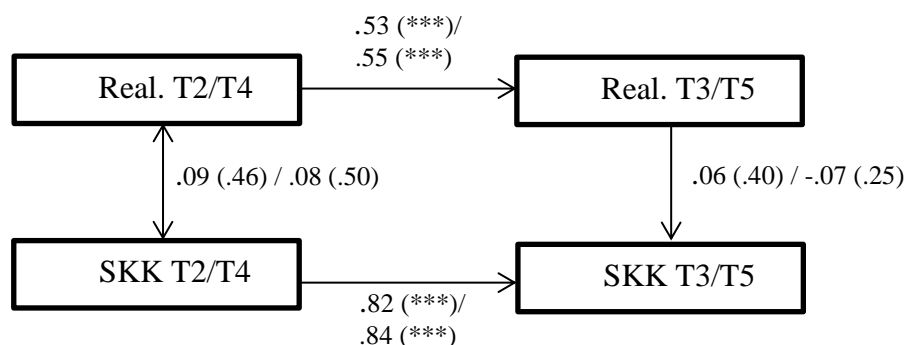 .53 (***)/
.55 (***)
Real. T2/T4
Real. T3/T5
.09 (.46) / .08 (.50)
.06 (.40) / -.07 (.25)
SKK T2/T4
SKK T3/T5
.82 (***)/
.84 (***)